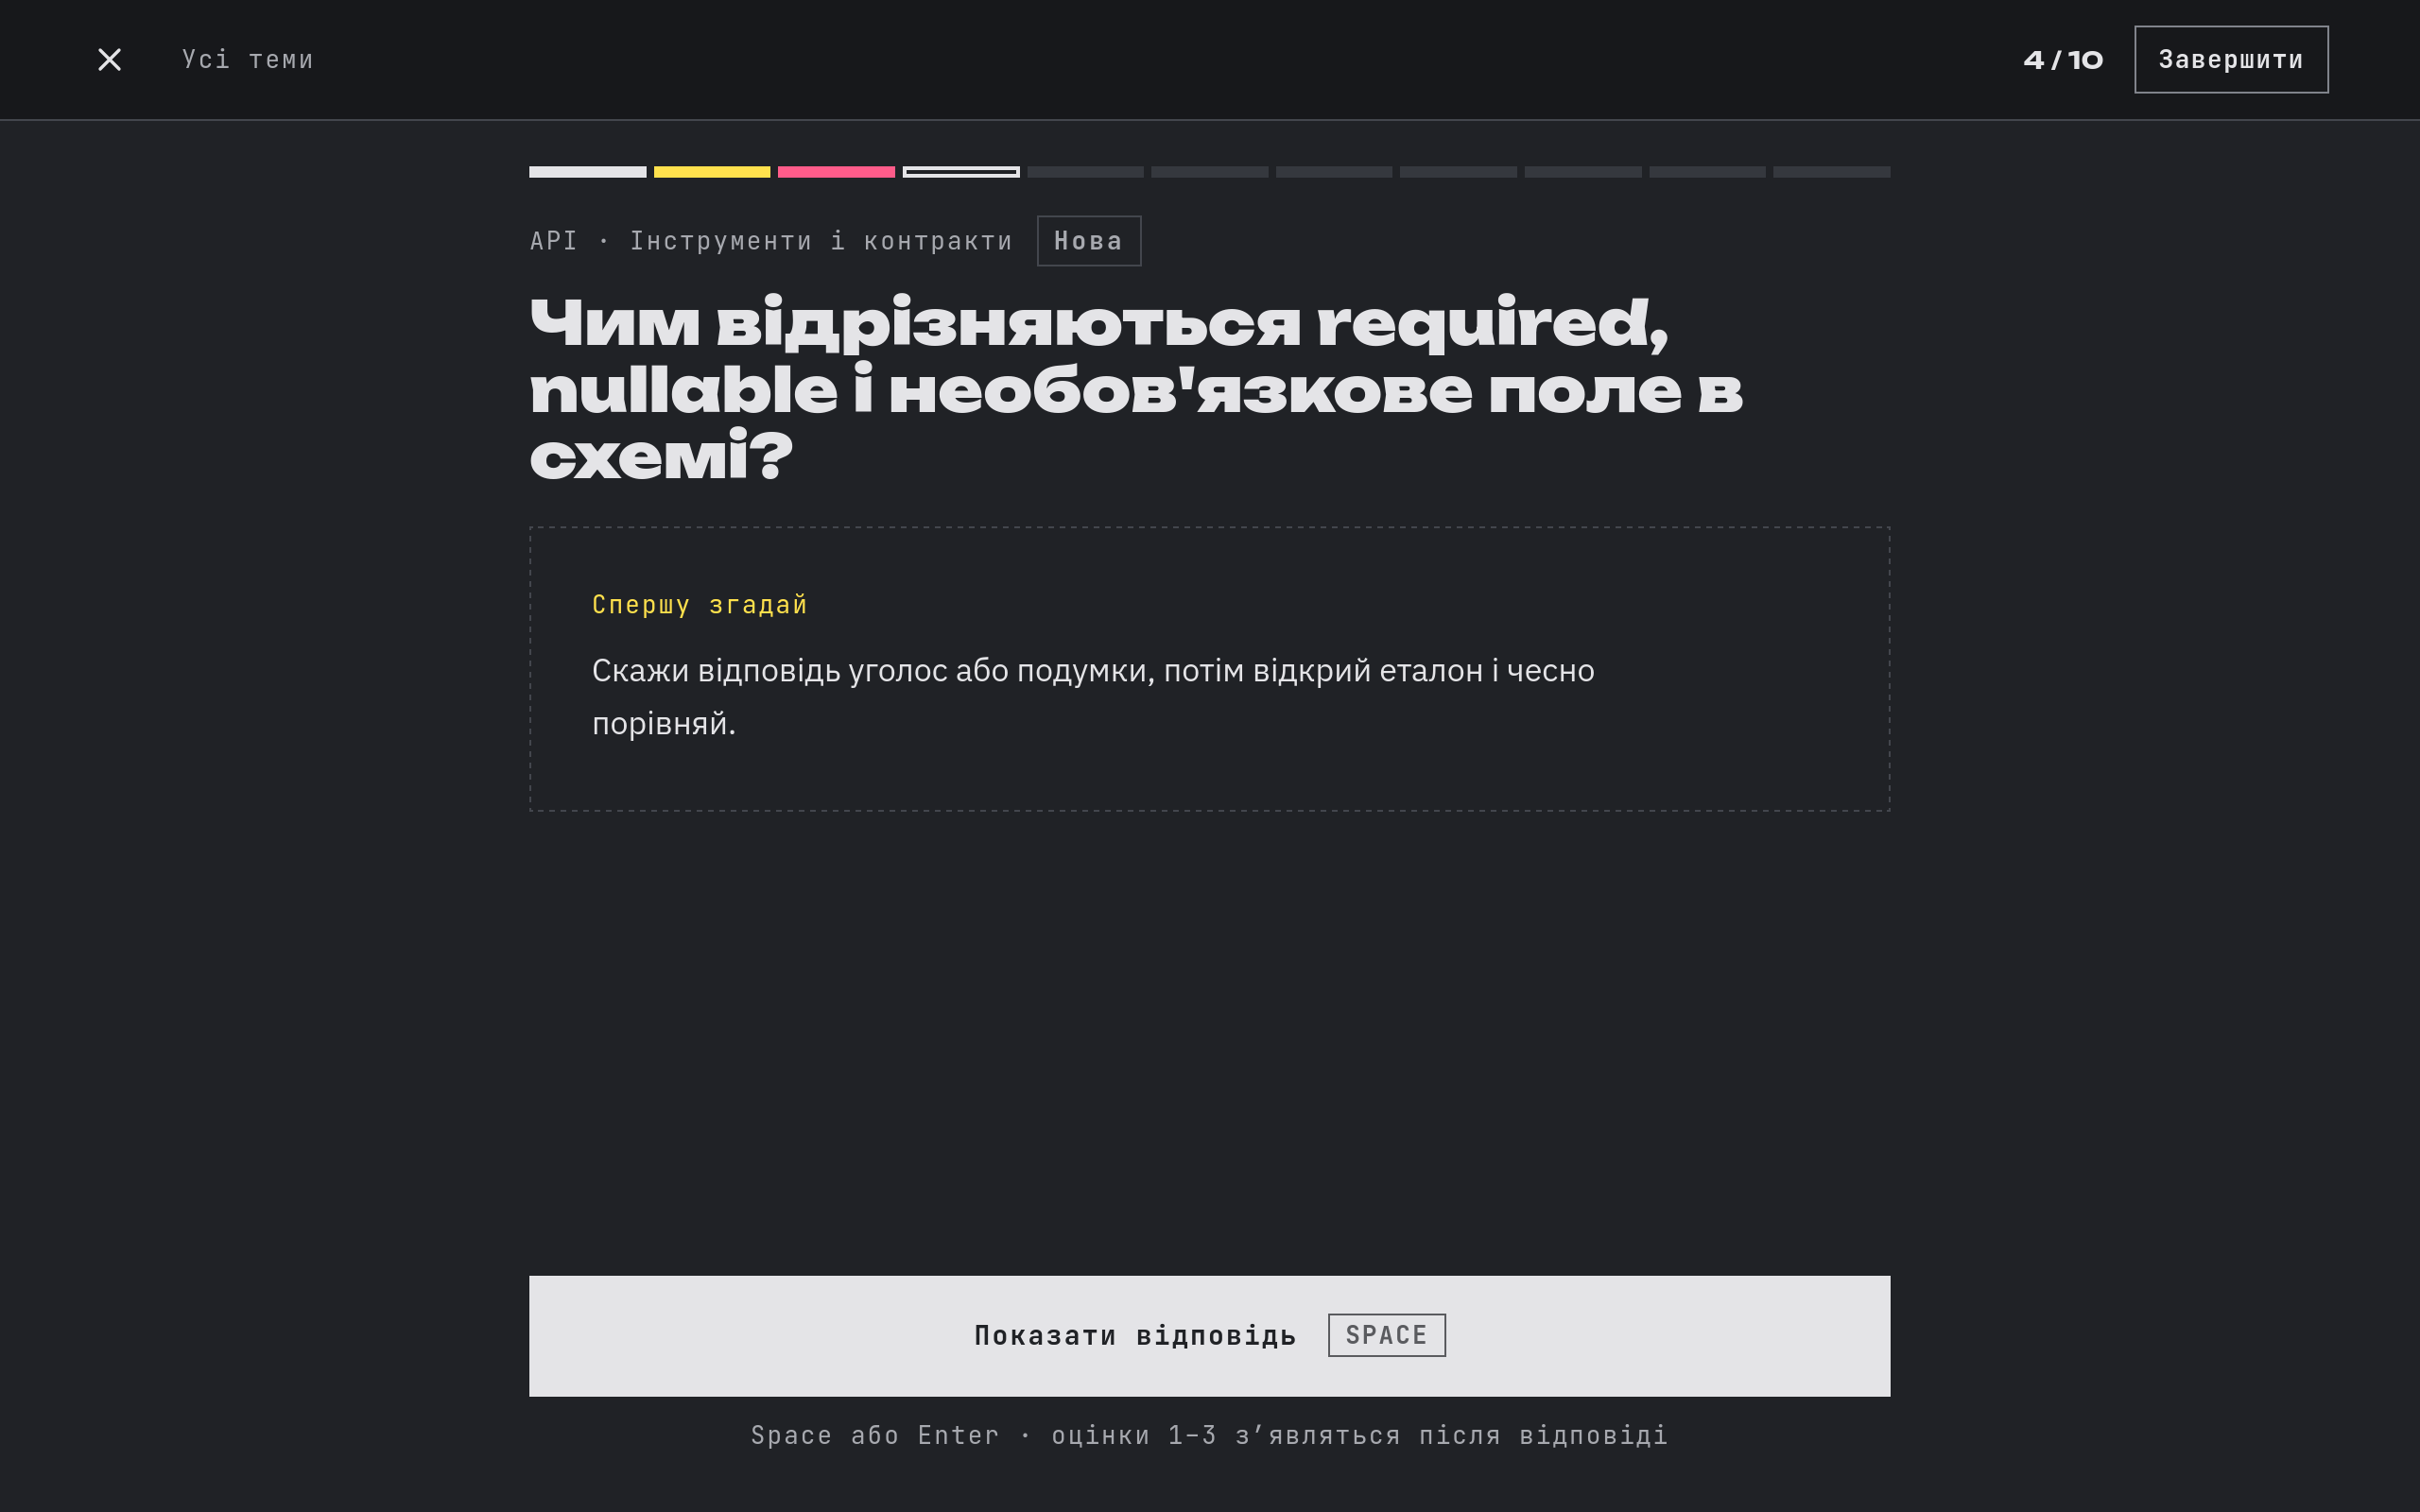 Усі теми
4 / 10
Завершити
API · Інструменти і контракти
Нова
Чим відрізняються required,
nullable і необов'язкове поле в
схемі?
Спершу згадай
Скажи відповідь уголос або подумки, потім відкрий еталон і чесно
порівняй.
Показати відповідь SPACE
Space або Enter · оцінки 1–3 з’являться після відповіді